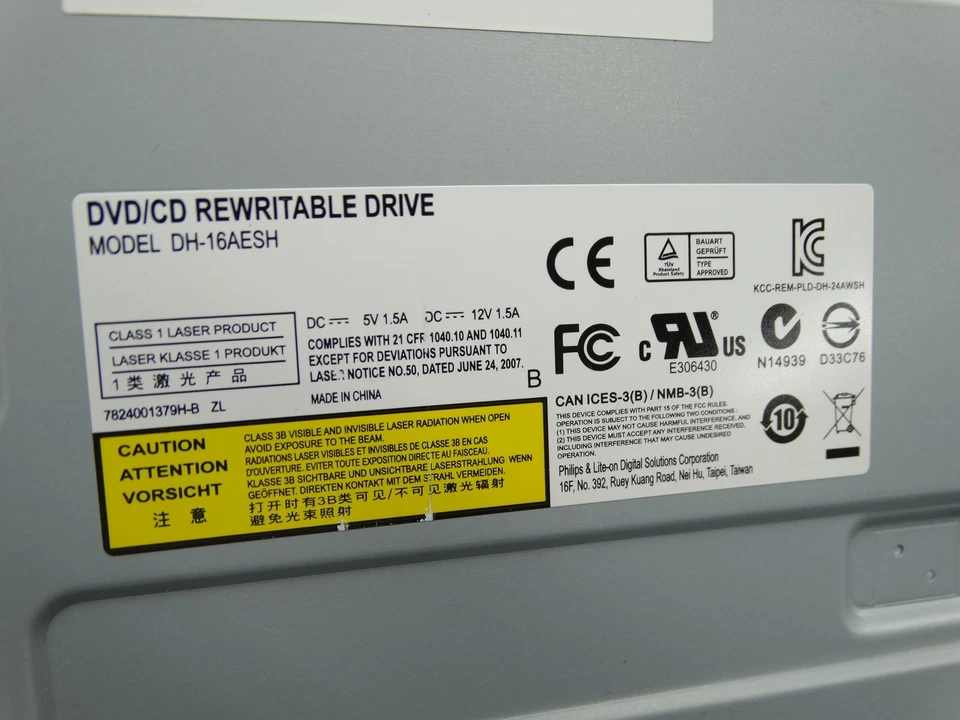 DVD/CD REWRITABLE DRIVE
MODEL DH-16AESH
CLASS 1 LASER PRODUCT
LASER KLASSE 1 PRODUKT
1 类 激 光 产 品
7824001379H-B ZL
DC 5V 1.5A DC 12V 1.5A
COMPLIES WITH 21 CFR 1040.10 AND 1040.11
EXCEPT FOR DEVIATIONS PURSUANT TO
LASER NOTICE NO.50, DATED JUNE 24, 2007.
MADE IN CHINA
B
CAUTION
ATTENTION
VORSICHT
注 意
CLASS 3B VISIBLE AND INVISIBLE LASER RADIATION WHEN OPEN
AVOID EXPOSURE TO THE BEAM.
RADIATIONS LASER VISIBLES ET INVISIBLES DE CLASSE 3B EN CAS
D'OUVERTURE. EVITER TOUTE EXPOSITION DIRECTE AU FAISCEAU.
KLASSE 3B SICHTBARE UND UNSICHTBARE LASERSTRAHLUNG WENN
GEÖFFNET. DIREKTEN KONTAKT MIT DEM STRAHL VERMEIDEN.
打开时有3B类可见/不可见激光辐射
避免光束照射
CE
TÜV
Rheinland
Product Safety
BAUART
GEPRÜFT
TYPE
APPROVED
KCC-REM-PLD-DH-24AWSH
FC
c RU ® US
E306430
N14939
D33C76
CAN ICES-3(B) / NMB-3(B)
THIS DEVICE COMPLIES WITH PART 15 OF THE FCC RULES.
OPERATION IS SUBJECT TO THE FOLLOWING TWO CONDITIONS :
(1) THIS DEVICE MAY NOT CAUSE HARMFUL INTERFERENCE, AND
(2) THIS DEVICE MUST ACCEPT ANY INTERFERENCE RECEIVED,
INCLUDING INTERFERENCE THAT MAY CAUSE UNDESIRED
OPERATION.
10
Philips & Lite-on Digital Solutions Corporation
16F, No. 392, Ruey Kuang Road, Nei Hu, Taipei, Taiwan